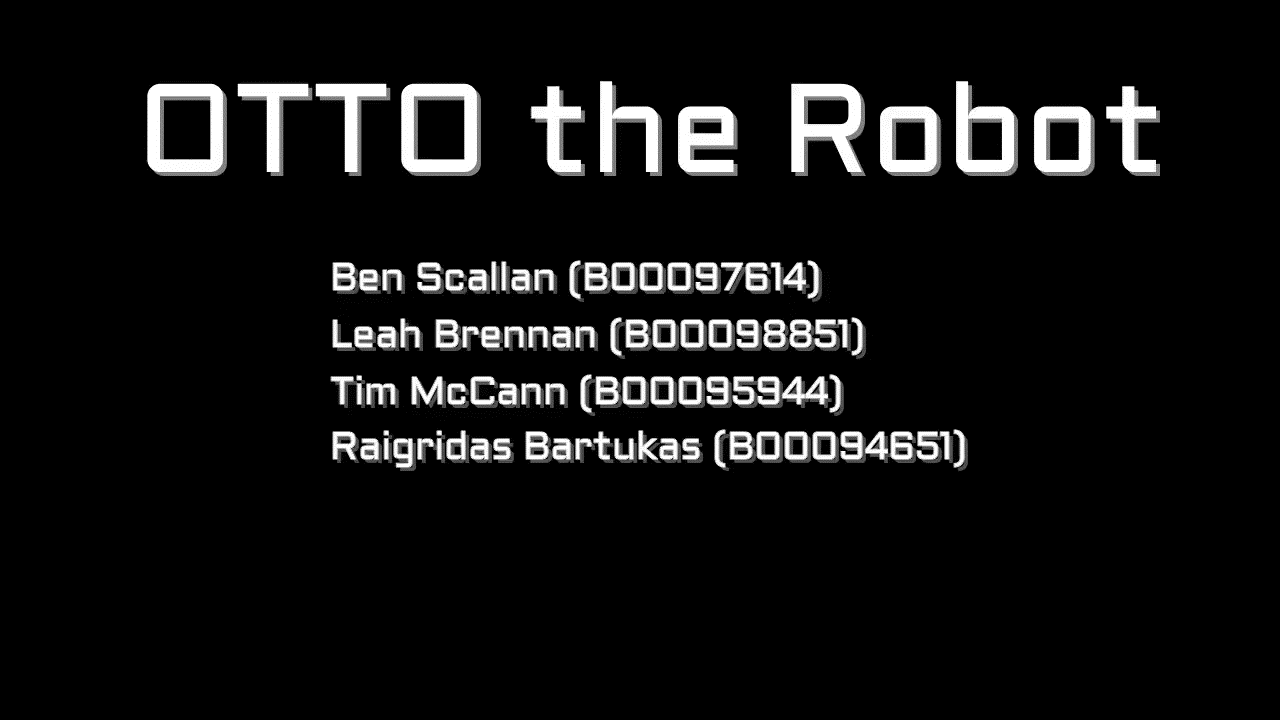 OTTO the Robot
Ben Scallan (B00097614)
Leah Brennan (B00098851)
Tim McCann (B00095944)
Raigridas Bartukas (B00094651)